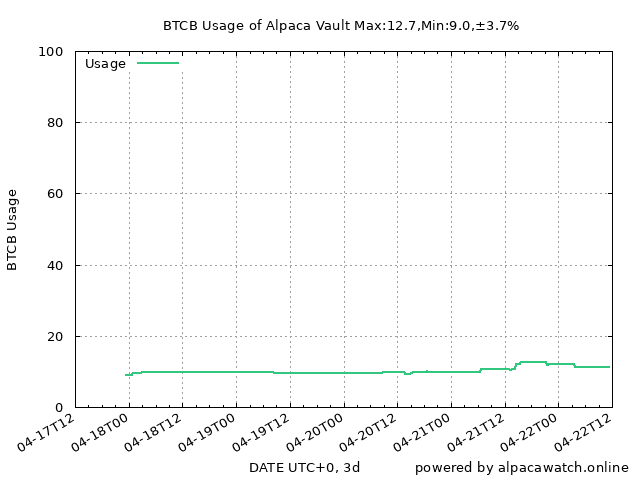 BTCB Usage of Alpaca Vault Max:12.7,Min:9.0,±3.7%
Usage
100
80
60
40
20
0
BTCB Usage
04-17T12
04-18T00
04-18T12
04-19T00
04-19T12
04-20T00
04-20T12
04-21T00
04-21T12
04-22T00
04-22T12
DATE UTC+0, 3d
powered by alpacawatch.online